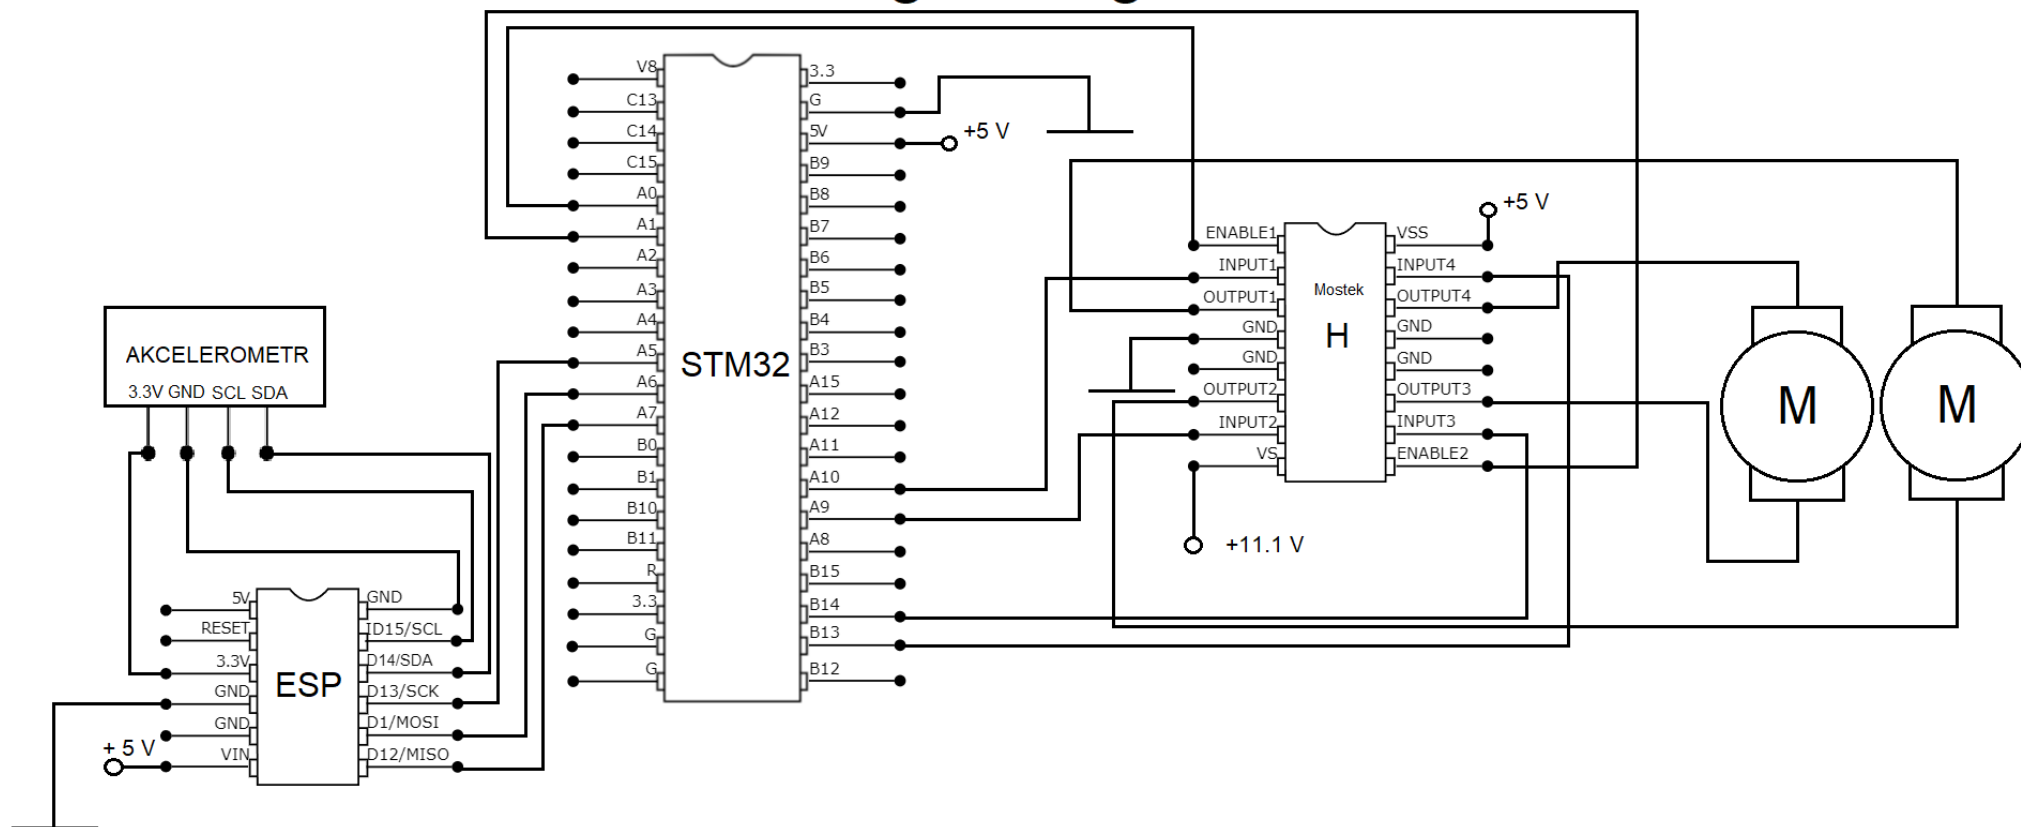 V8
C13
C14
C15
A0
A1
A2
A3
A4
A5
A6
A7
B0
B1
B10
B11
R
3.3
G
G
STM32
3.3
G
5V
B9
B8
B7
B6
B5
B4
B3
A15
A12
A11
A10
A9
A8
B15
B14
B13
B12
+5 V
AKCELEROMETR
3.3V GND SCL SDA
5V
RESET
3.3V
GND
GND
VIN
+ 5 V
ESP
GND
ID15/SCL
D14/SDA
D13/SCK
D1/MOSI
D12/MISO
ENABLE1
INPUT1
OUTPUT1
GND
GND
OUTPUT2
INPUT2
VS
+11.1 V
Mostek
H
+5 V
VSS
INPUT4
OUTPUT4
GND
GND
OUTPUT3
INPUT3
ENABLE2
M
M